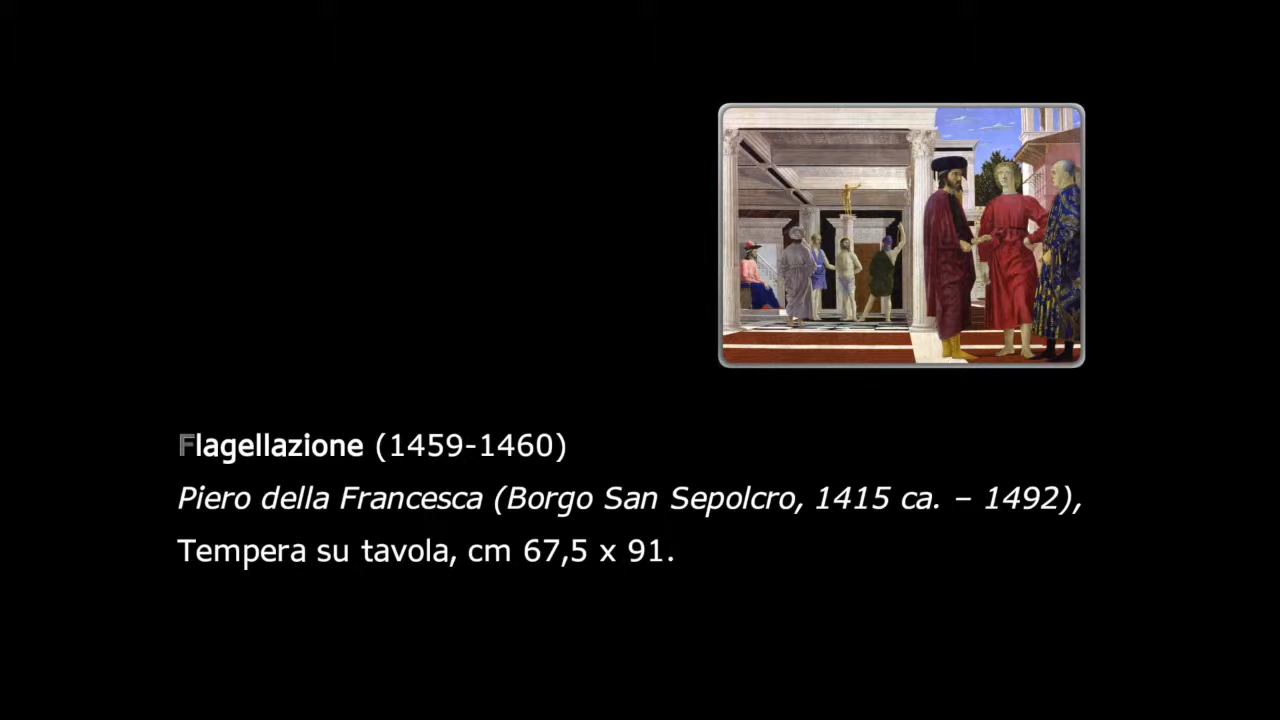 Flagellazione (1459-1460)
Piero della Francesca (Borgo San Sepolcro, 1415 ca. – 1492),
Tempera su tavola, cm 67,5 x 91.